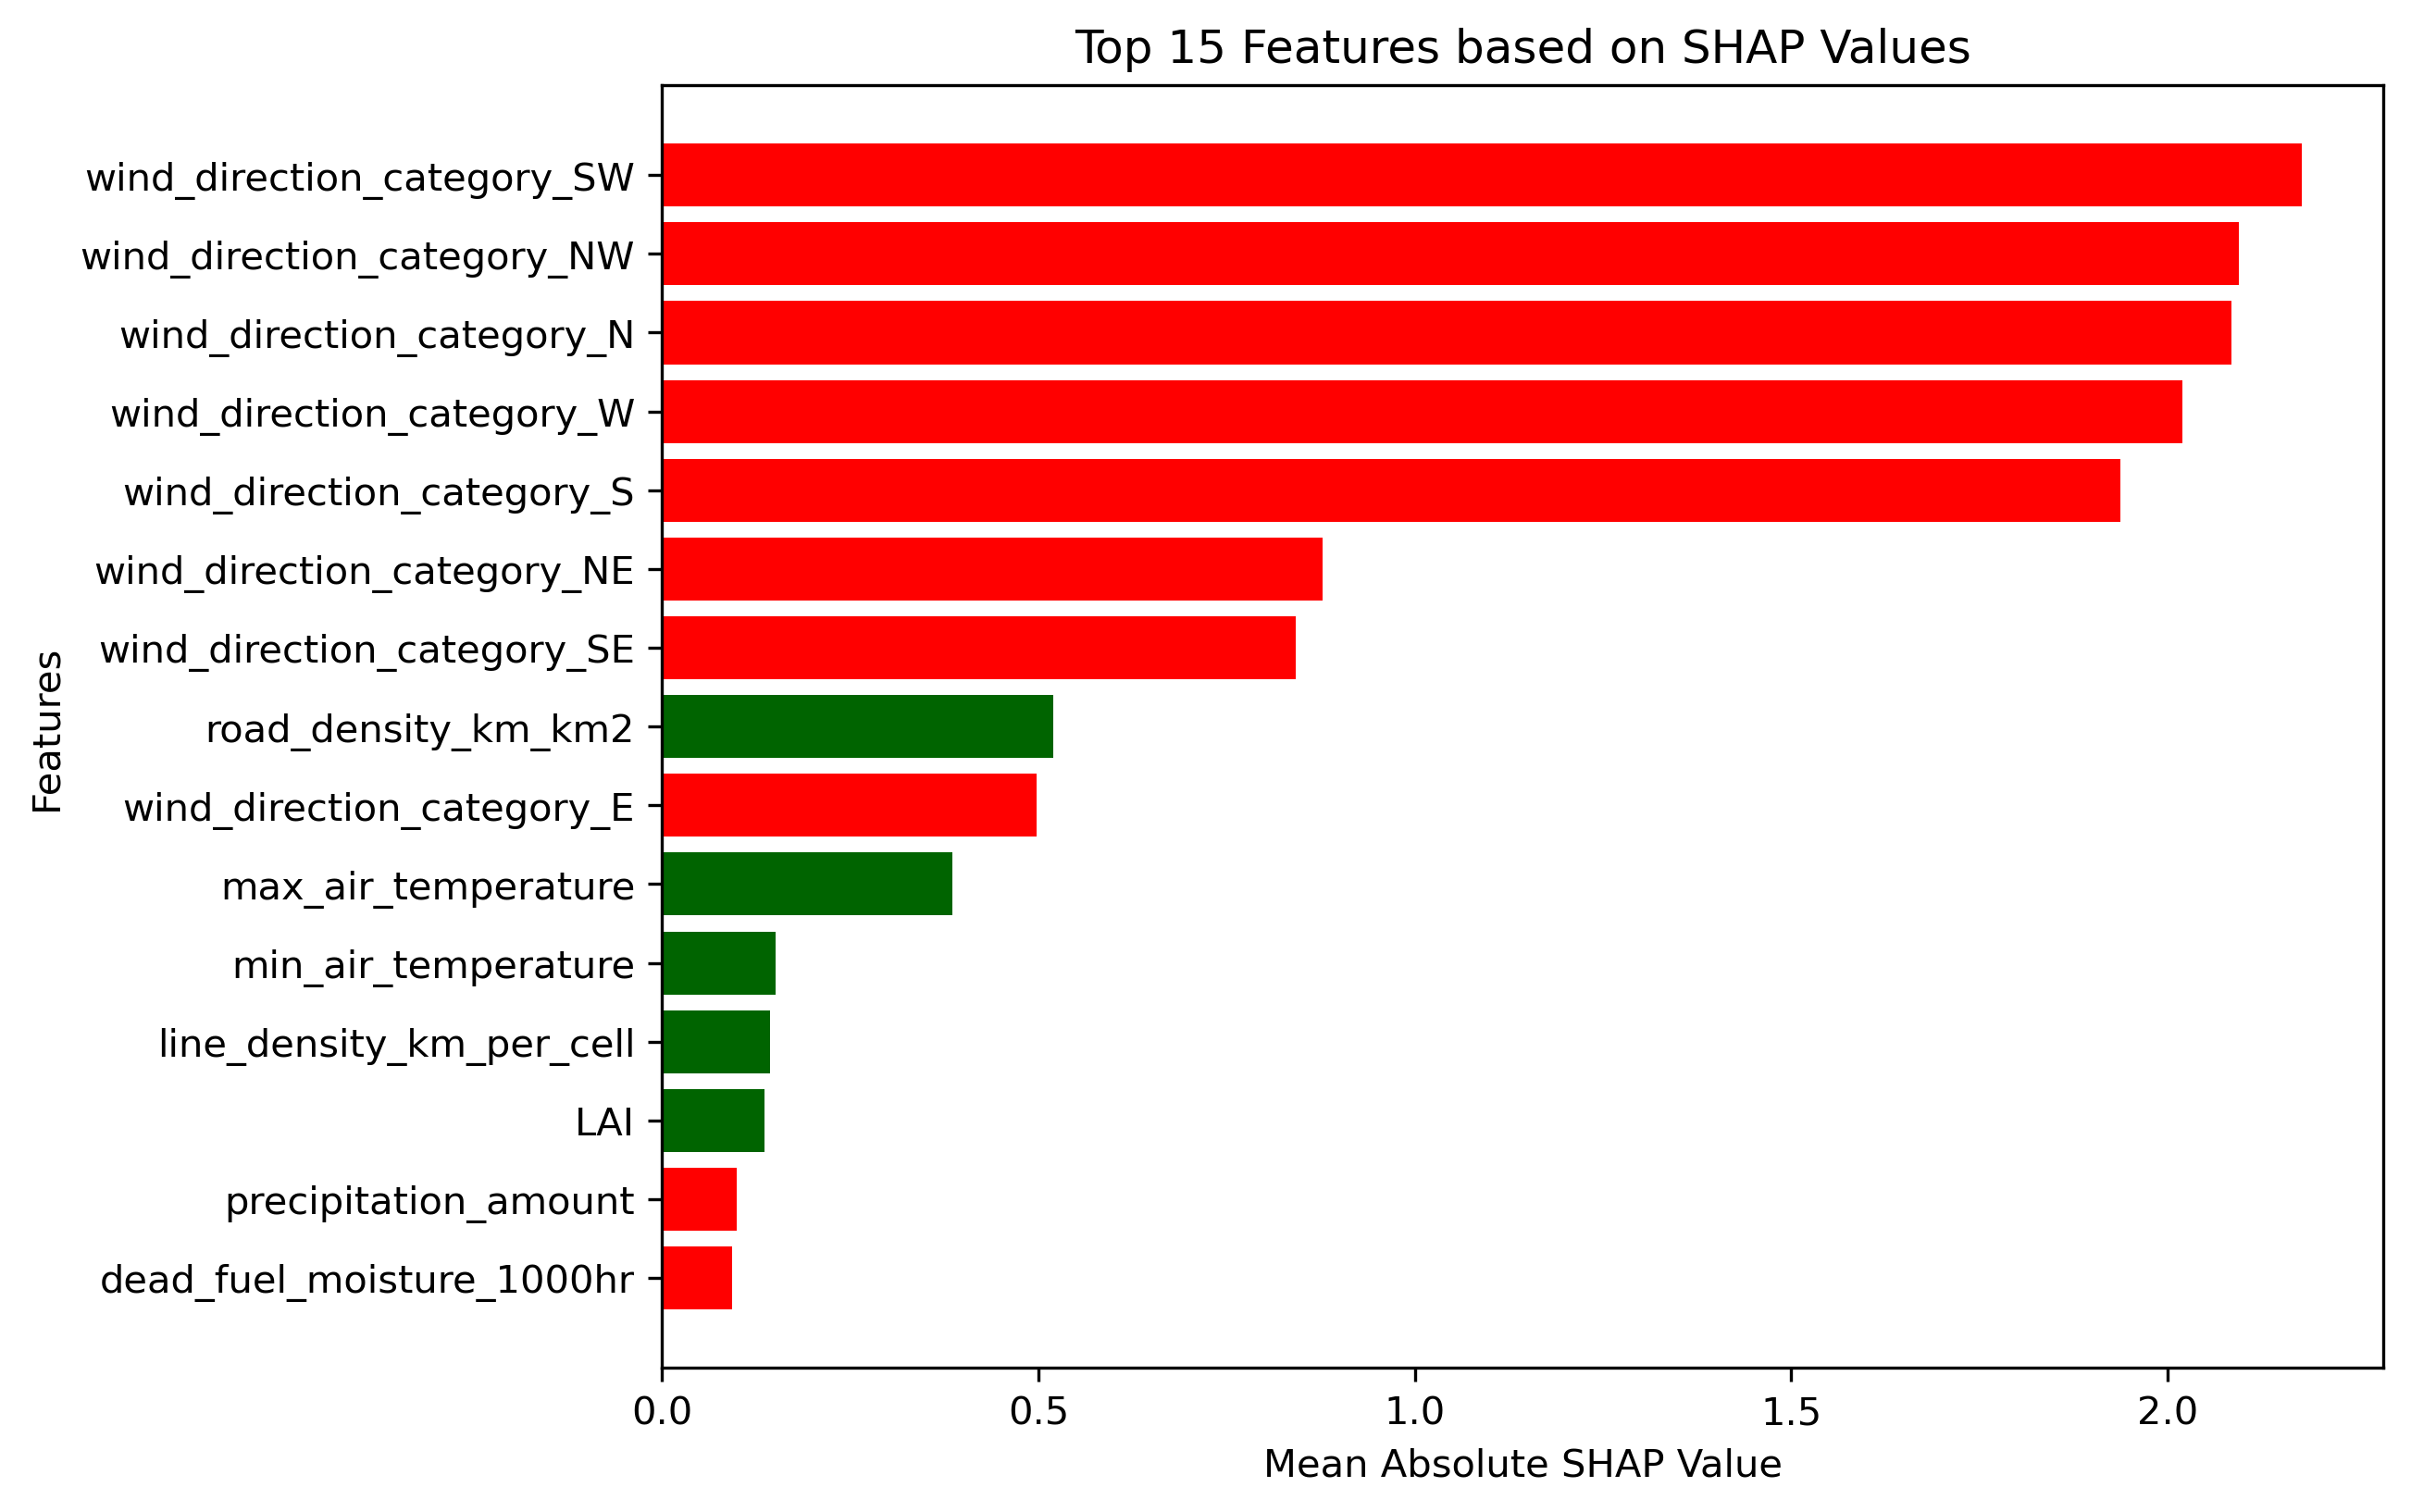 Top 15 Features based on SHAP Values
wind_direction_category_SW
wind_direction_category_NW
wind_direction_category_N
wind_direction_category_W
wind_direction_category_S
wind_direction_category_NE
wind_direction_category_SE
road_density_km_km2
wind_direction_category_E
max_air_temperature
min_air_temperature
line_density_km_per_cell
LAI
precipitation_amount
dead_fuel_moisture_1000hr
Features
0.0 0.5 1.0 1.5 2.0
Mean Absolute SHAP Value